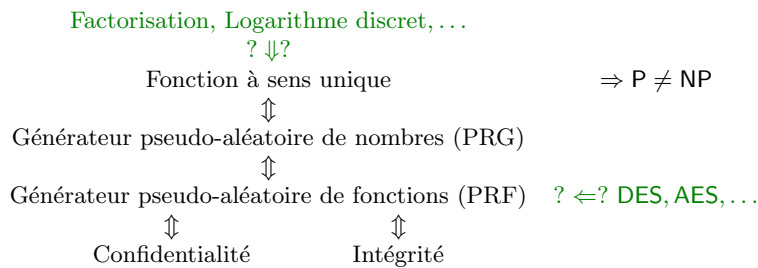 Factorisation, Logarithme discret, …
? ⇓?
Fonction à sens unique ⇒ P ≠ NP
⇕
Générateur pseudo-aléatoire de nombres (PRG)
⇕
Générateur pseudo-aléatoire de fonctions (PRF) ? ⇐? DES, AES, …
⇕ ⇕
Confidentialité Intégrité